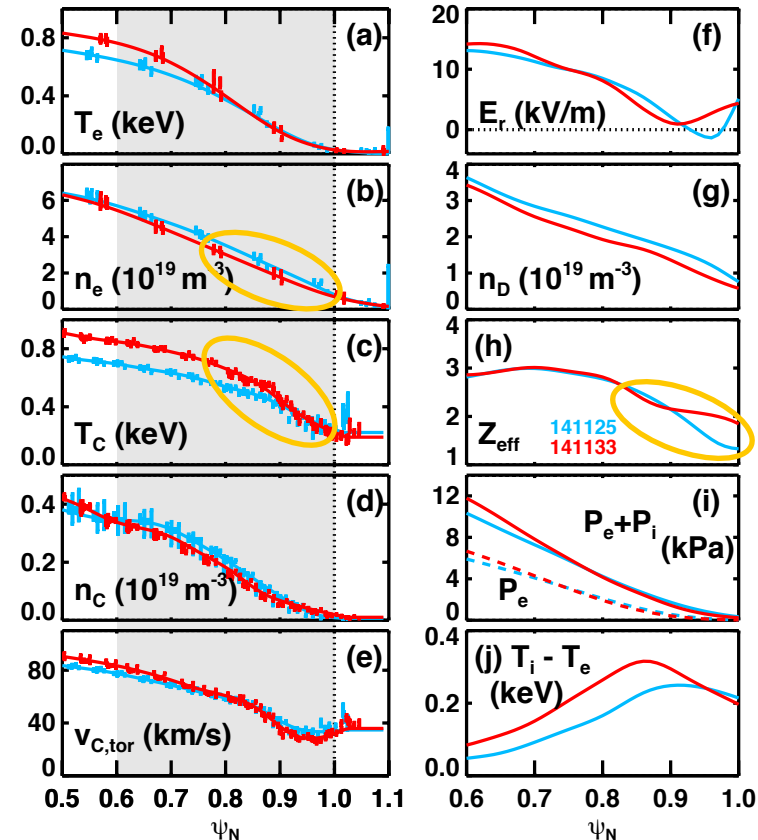 0.8
0.4
0.0
(a)
T_e (keV)
6
4
2
0
(b)
n_e (10^19 m^3)
0.8
0.4
0.0
(c)
T_C (keV)
0.4
0.2
0.0
(d)
n_C (10^19 m^-3)
80
40
0
(e)
v_C,tor (km/s)
0.5 0.6 0.7 0.8 0.9 1.0 1.1
ψ_N
20
10
0
(f)
E_r (kV/m)
4
3
2
1
0
(g)
n_D (10^19 m^-3)
4
3
2
1
(h)
Z_eff
141125
141133
12
8
4
0
(i)
P_e+P_i
(kPa)
P_e
0.4
0.2
0.0
(j) T_i - T_e
(keV)
0.6 0.7 0.8 0.9 1.0
ψ_N